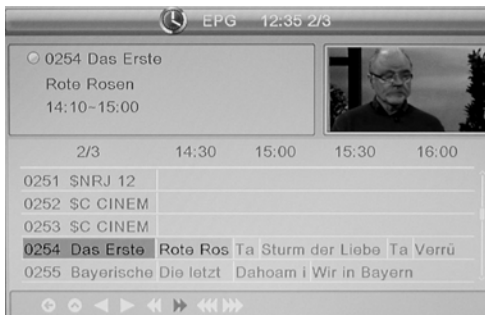 EPG 12:35 2/3
0254 Das Erste
Rote Rosen
14:10~15:00
2/3 14:30 15:00 15:30 16:00
0251 $NRJ 12
0252 $C CINEM
0253 $C CINEM
0254 Das Erste Rote Ros Ta Sturm der Liebe Ta Verrü
0255 Bayerische Die letzt Dahoam i Wir in Bayern